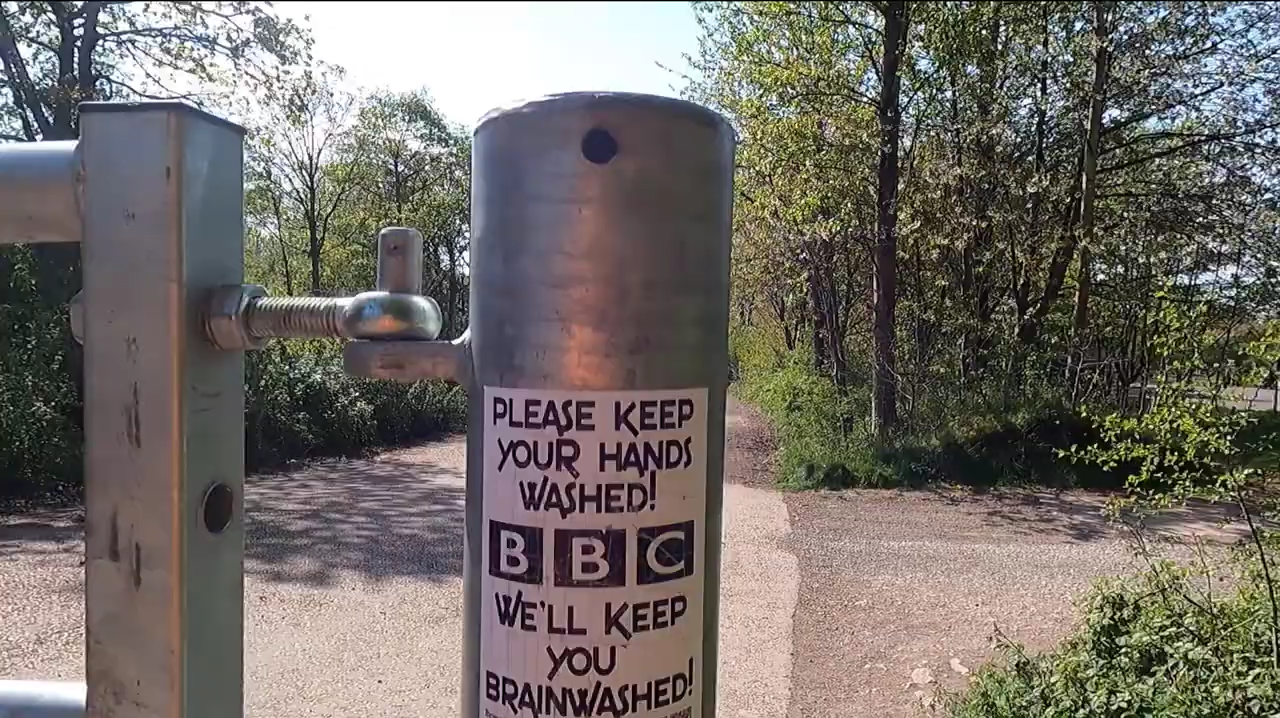 PLEASE KEEP
YOUR HANDS
WASHED!
BBC
WE'LL KEEP
YOU
BRAINWASHED!